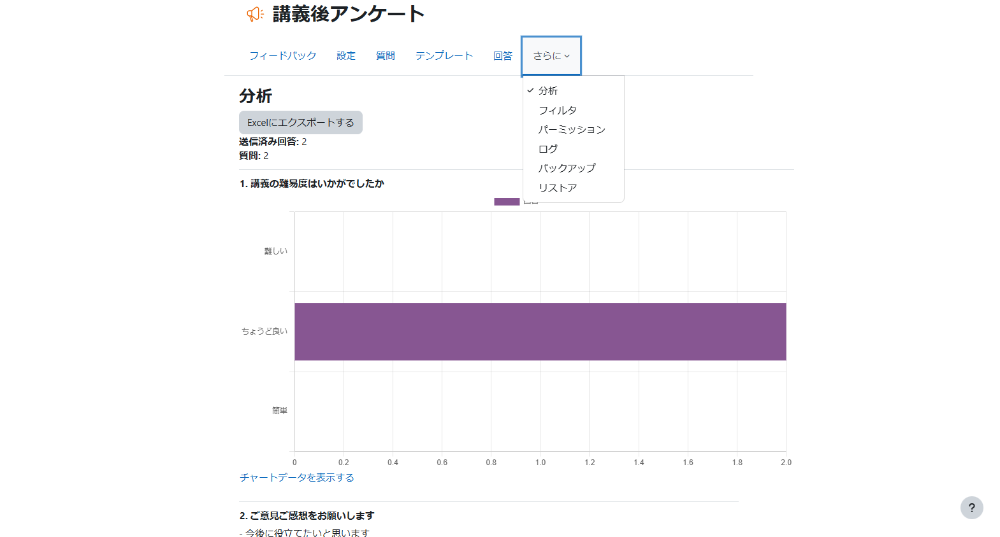 講義後アンケート
フィードバック 設定 質問 テンプレート 回答 さらに
分析
フィルタ
パーミッション
ログ
バックアップ
リストア
分析
Excelにエクスポートする
送信済み回答: 2
質問: 2
1. 講義の難易度はいかがでしたか
難しい
ちょうど良い
簡単
0 0.2 0.4 0.6 0.8 1.0 1.2 1.4 1.6 1.8 2.0
チャートデータを表示する
2. ご意見ご感想をお願いします
- 今後に役立てたいと思います
?